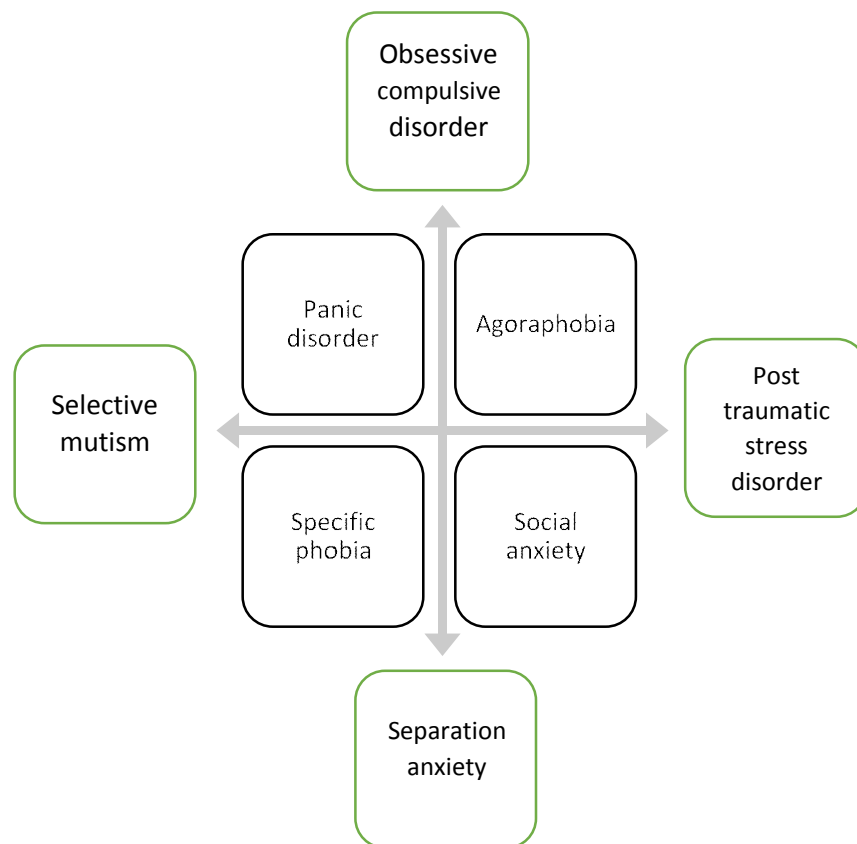 Obsessive
compulsive
disorder
Panic
disorder
Agoraphobia
Selective
mutism
Post
traumatic
stress
disorder
Specific
phobia
Social
anxiety
Separation
anxiety